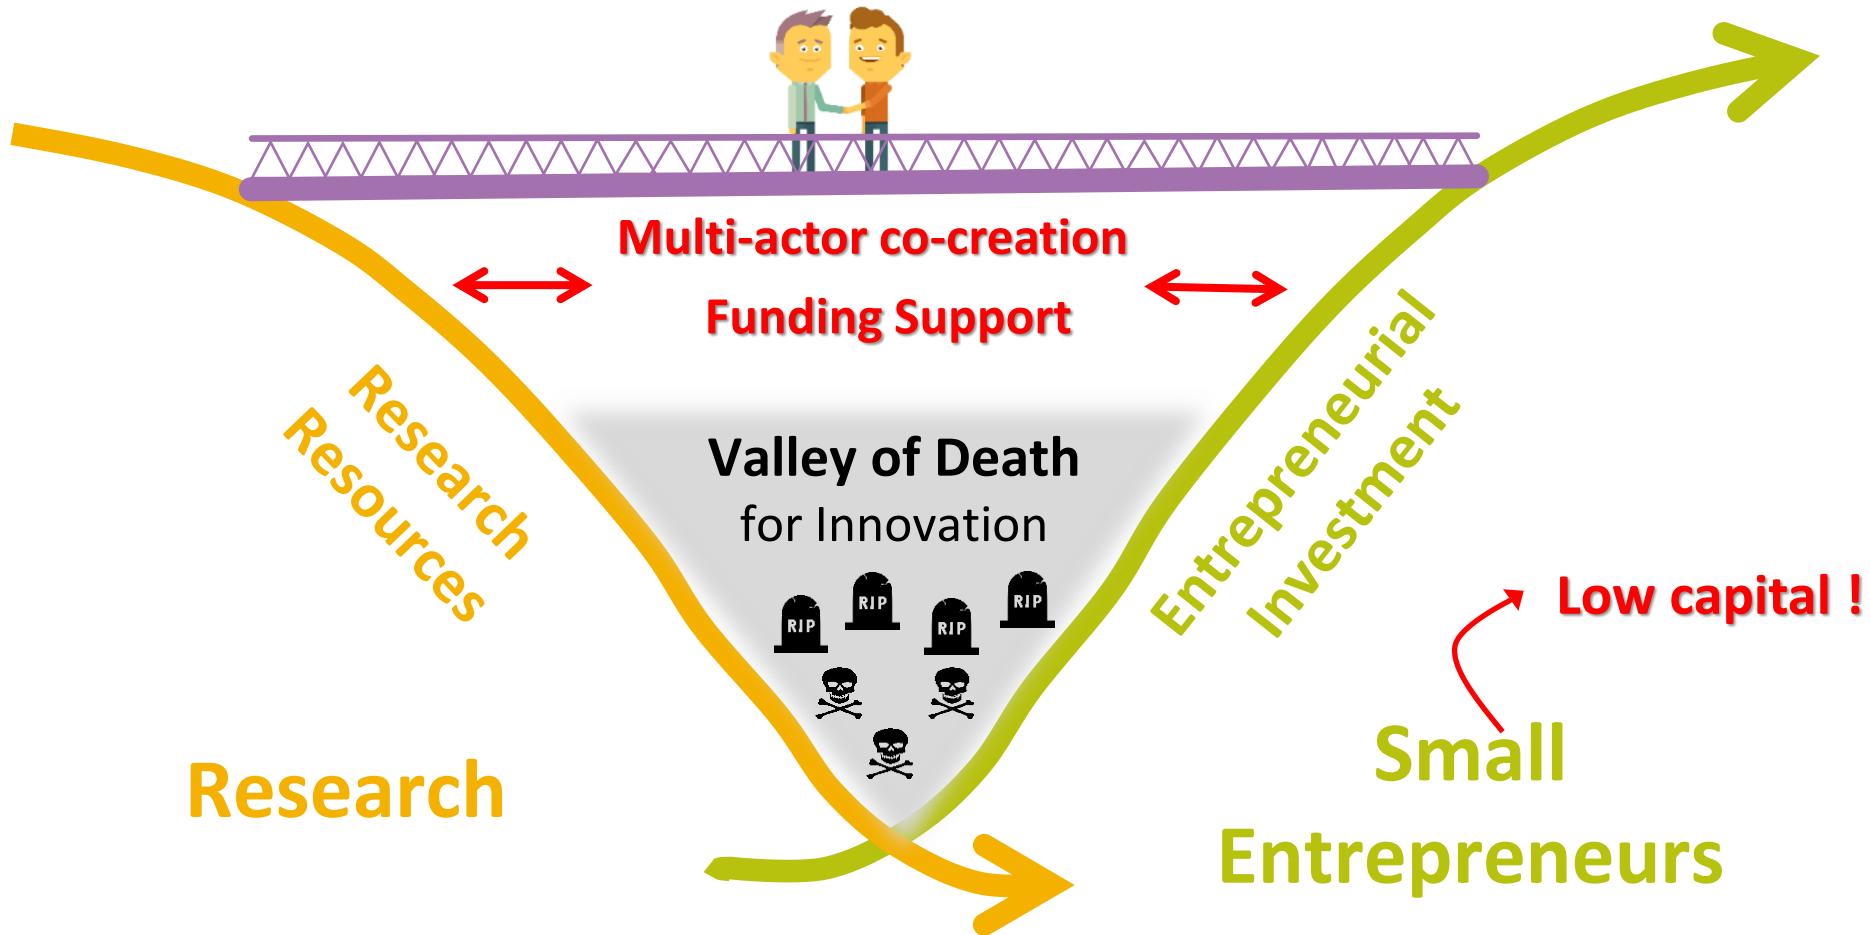 Multi-actor co-creation
Funding Support
Research
Resources
Valley of Death
for Innovation
RIP
RIP
RIP
RIP
Entrepreneurial
Investment
Low capital !
Research
Small
Entrepreneurs